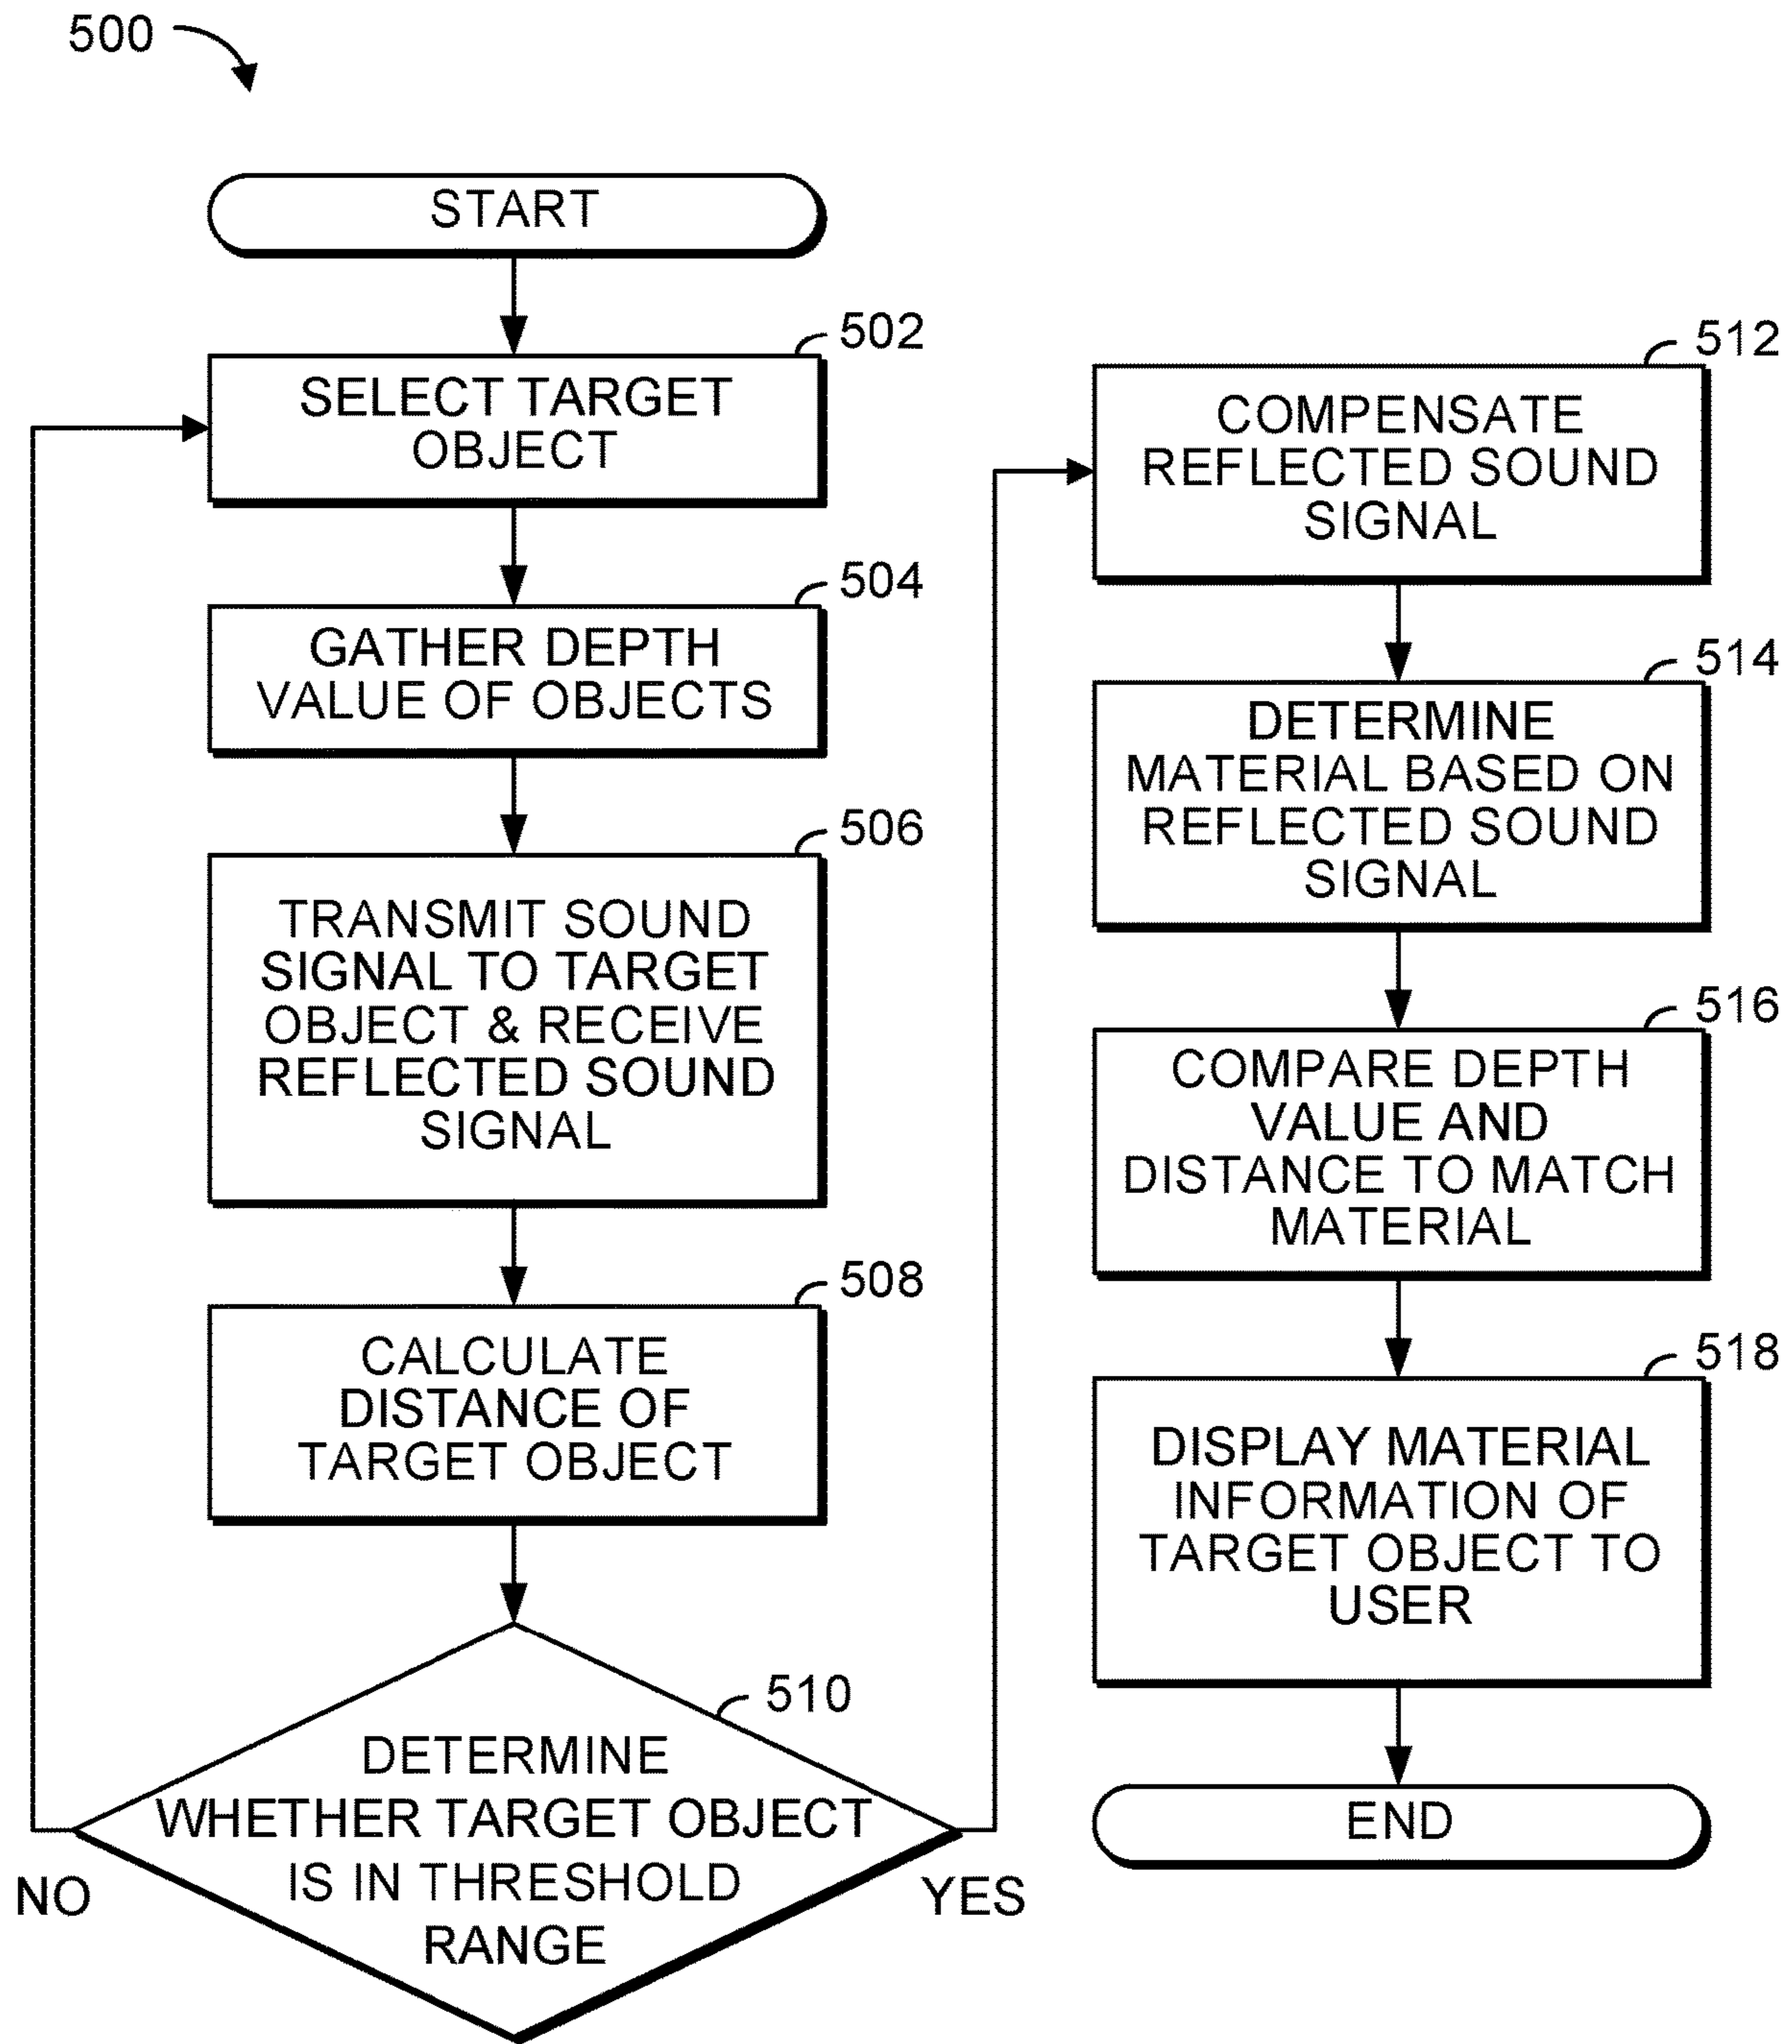 500
START
502
SELECT TARGET
OBJECT
504
GATHER DEPTH
VALUE OF OBJECTS
506
TRANSMIT SOUND
SIGNAL TO TARGET
OBJECT & RECEIVE
REFLECTED SOUND
SIGNAL
508
CALCULATE
DISTANCE OF
TARGET OBJECT
510
DETERMINE
WHETHER TARGET OBJECT
IS IN THRESHOLD
RANGE
NO
YES
512
COMPENSATE
REFLECTED SOUND
SIGNAL
514
DETERMINE
MATERIAL BASED ON
REFLECTED SOUND
SIGNAL
516
COMPARE DEPTH
VALUE AND
DISTANCE TO MATCH
MATERIAL
518
DISPLAY MATERIAL
INFORMATION OF
TARGET OBJECT TO
USER
END